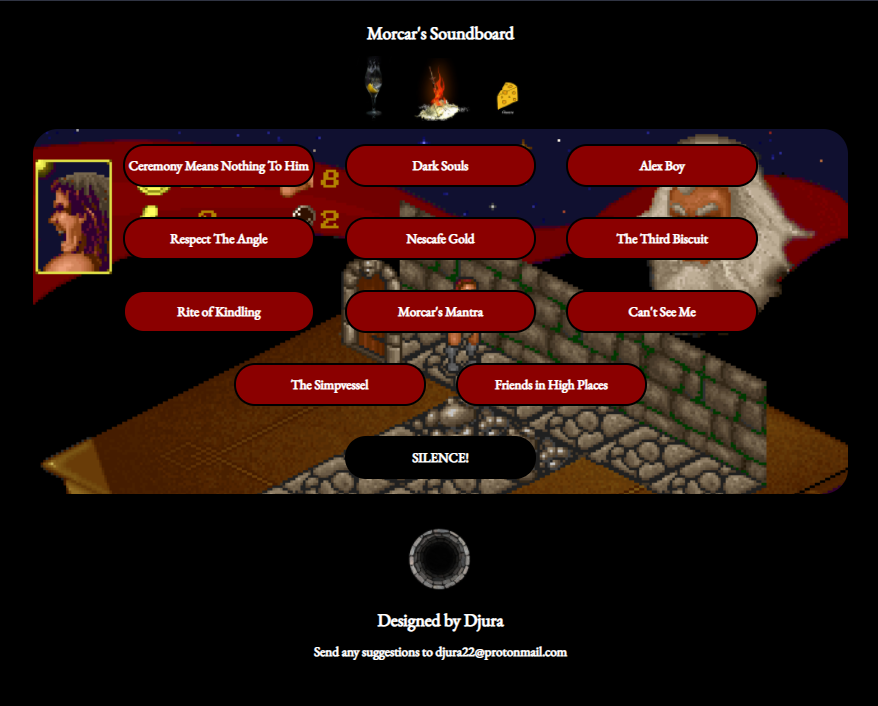 Morcar's Soundboard
Ceremony Means Nothing To Him
Dark Souls
Alex Boy
8
2
Respect The Angle
Nescafe Gold
The Third Biscuit
Rite of Kindling
Morcar's Mantra
Can't See Me
The Simpvessel
Friends in High Places
SILENCE!
Designed by Djura
Send any suggestions to djura22@protonmail.com